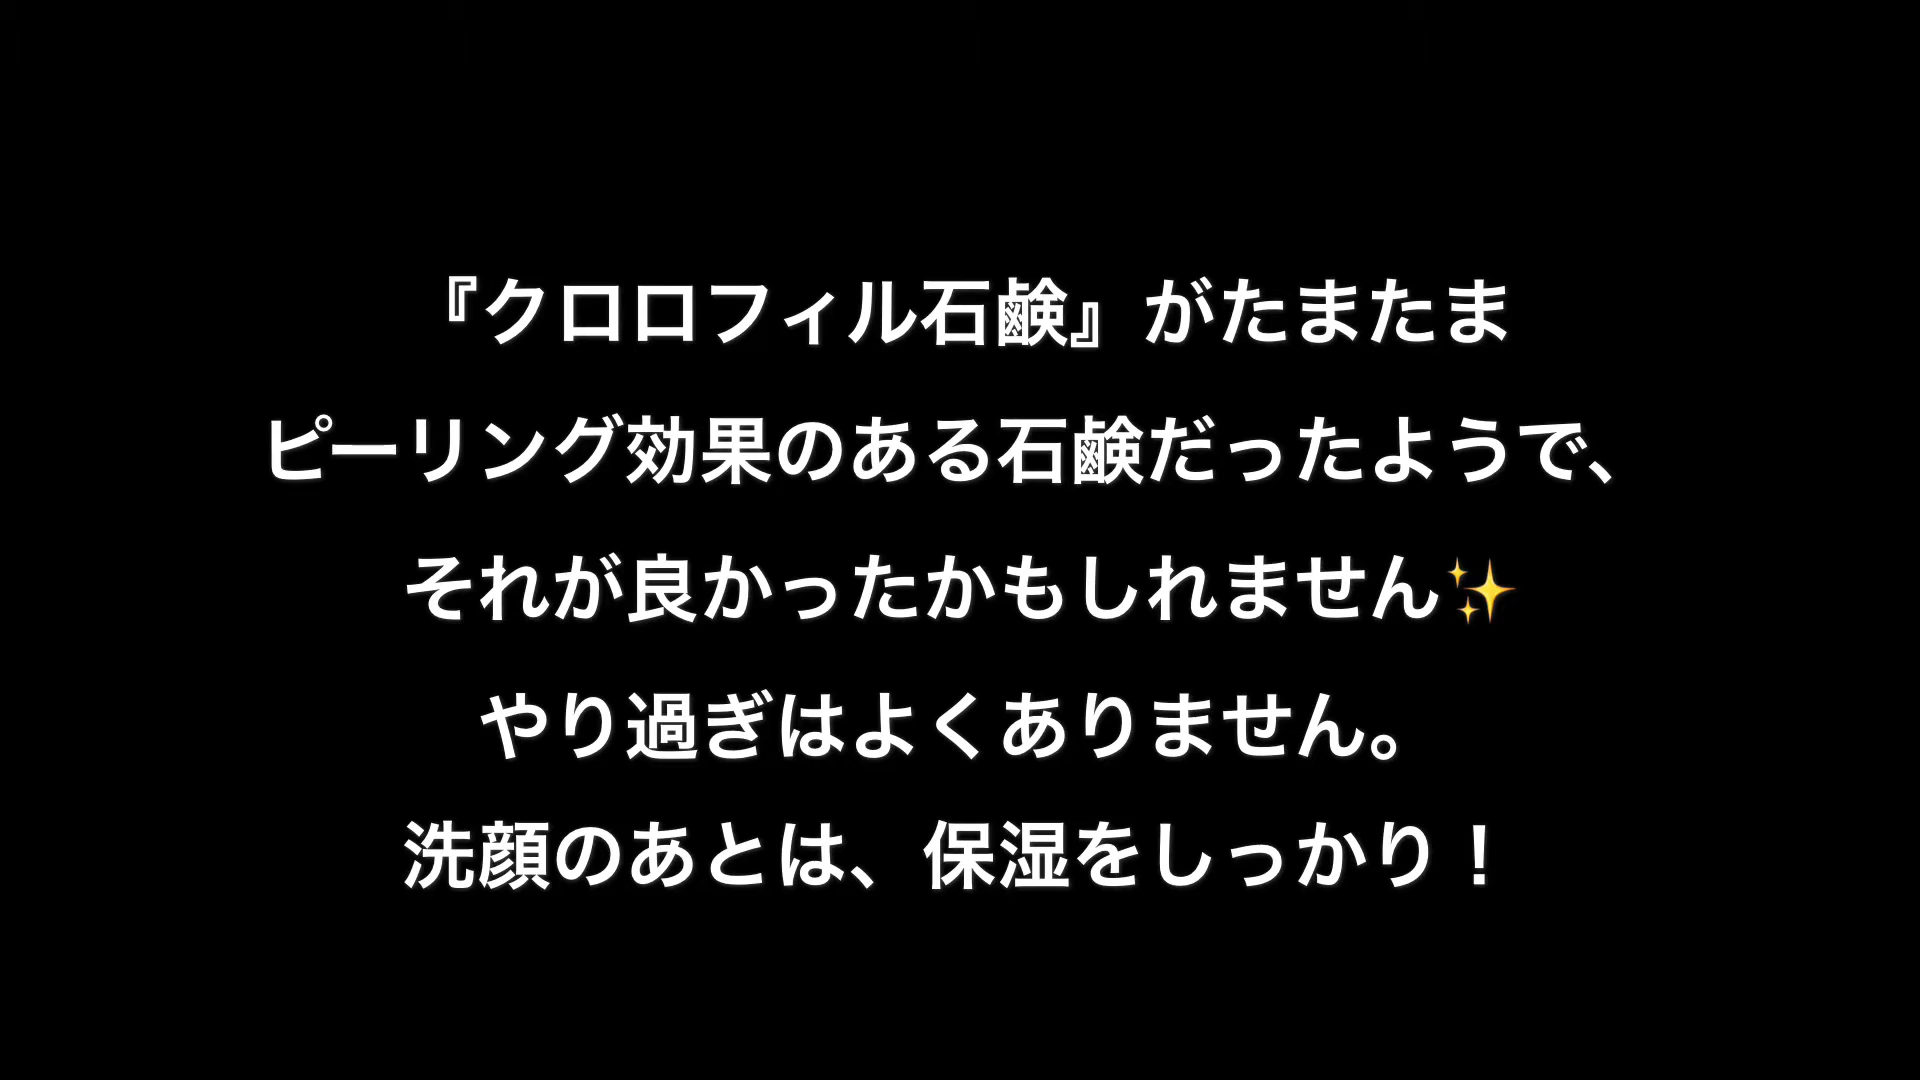 『クロロフィル石鹸』がたまたま
ピーリング効果のある石鹸だったようで、
それが良かったかもしれません✨
やり過ぎはよくありません。
洗顔のあとは、保湿をしっかり！